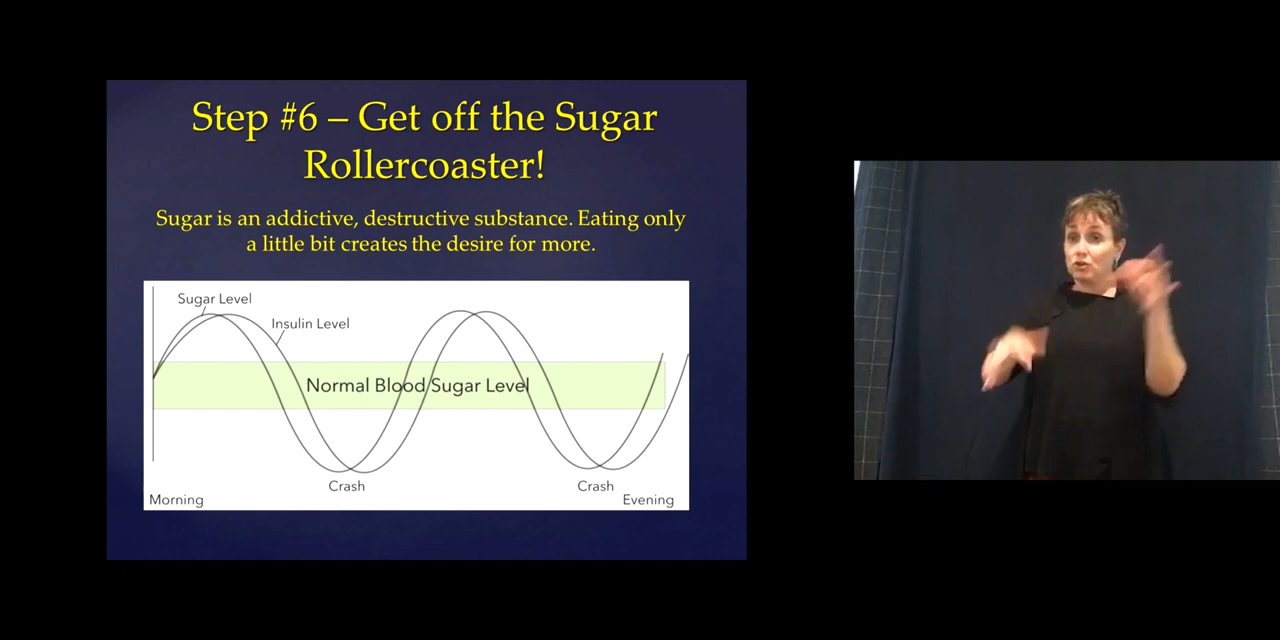 Step #6 – Get off the Sugar
Rollercoaster!
Sugar is an addictive, destructive substance. Eating only
a little bit creates the desire for more.
Sugar Level
Insulin Level
Normal Blood Sugar Level
Crash
Crash
Morning
Evening